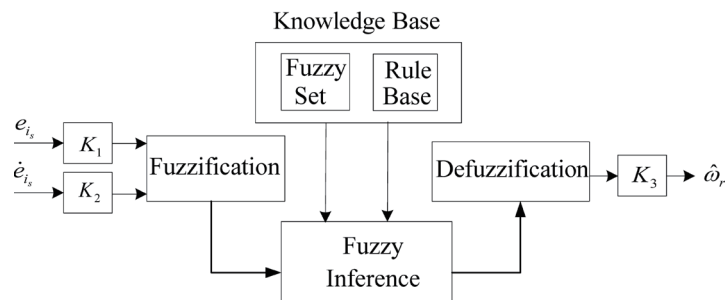 Knowledge Base
Fuzzy
Set
Rule
Base
e_{i_s}
K_1
ė_{i_s}
K_2
Fuzzification
Defuzzification
K_3
ω̂_r
Fuzzy
Inference